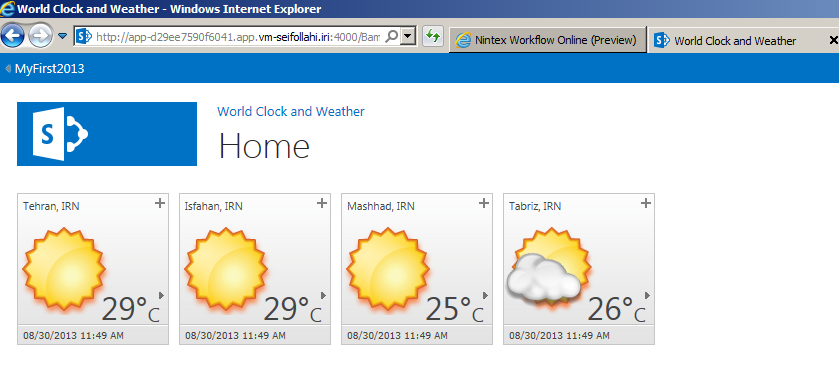 World Clock and Weather - Windows Internet Explorer
http://app-d29ee7590f6041.app.vm-seifollahi.iri:4000/Bam
Nintex Workflow Online (Preview)
World Clock and Weather
MyFirst2013
S
World Clock and Weather
Home
Tehran, IRN
29°C
08/30/2013 11:49 AM
Isfahan, IRN
29°C
08/30/2013 11:49 AM
Mashhad, IRN
25°C
08/30/2013 11:49 AM
Tabriz, IRN
26°C
08/30/2013 11:49 AM